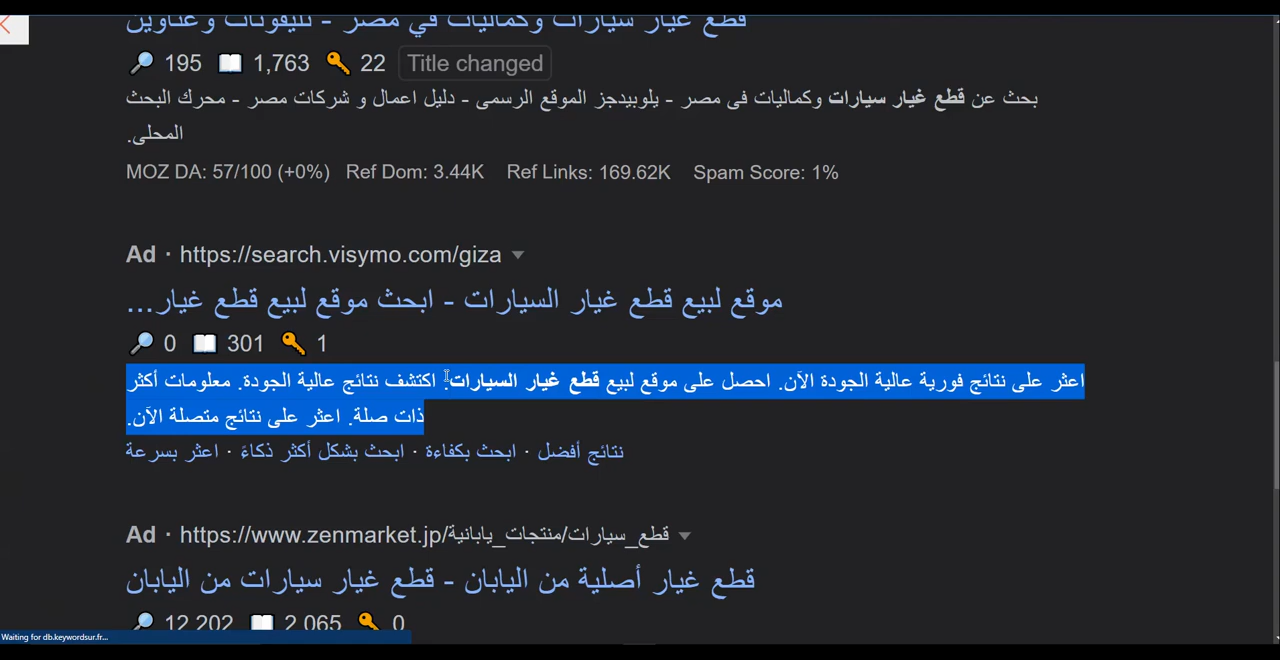 قطع غيار سيارات وكماليات في مصر - تليفونات وعناوين
195 1,763 22 Title changed
بحث عن قطع غيار سيارات وكماليات فى مصر - يلوبيدجز الموقع الرسمى - دليل اعمال و شركات مصر - محرك البحث
المحلى.
MOZ DA: 57/100 (+0%) Ref Dom: 3.44K Ref Links: 169.62K Spam Score: 1%
Ad · https://search.visymo.com/giza
موقع لبيع قطع غيار السيارات - ابحث موقع لبيع قطع غيار...
0 301 1
اعثر على نتائج فورية عالية الجودة الآن. احصل على موقع لبيع قطع غيار السيارات. اكتشف نتائج عالية الجودة. معلومات أكثر
ذات صلة. اعثر على نتائج متصلة الآن.
نتائج أفضل · ابحث بكفاءة · ابحث بشكل أكثر ذكاءً · اعثر بسرعة
Ad · https://www.zenmarket.jp/قطع_سيارات/منتجات_يابانية
قطع غيار أصلية من اليابان - قطع غيار سيارات من اليابان
12,202 2,065 0
Waiting for db.keywordsur.fr...